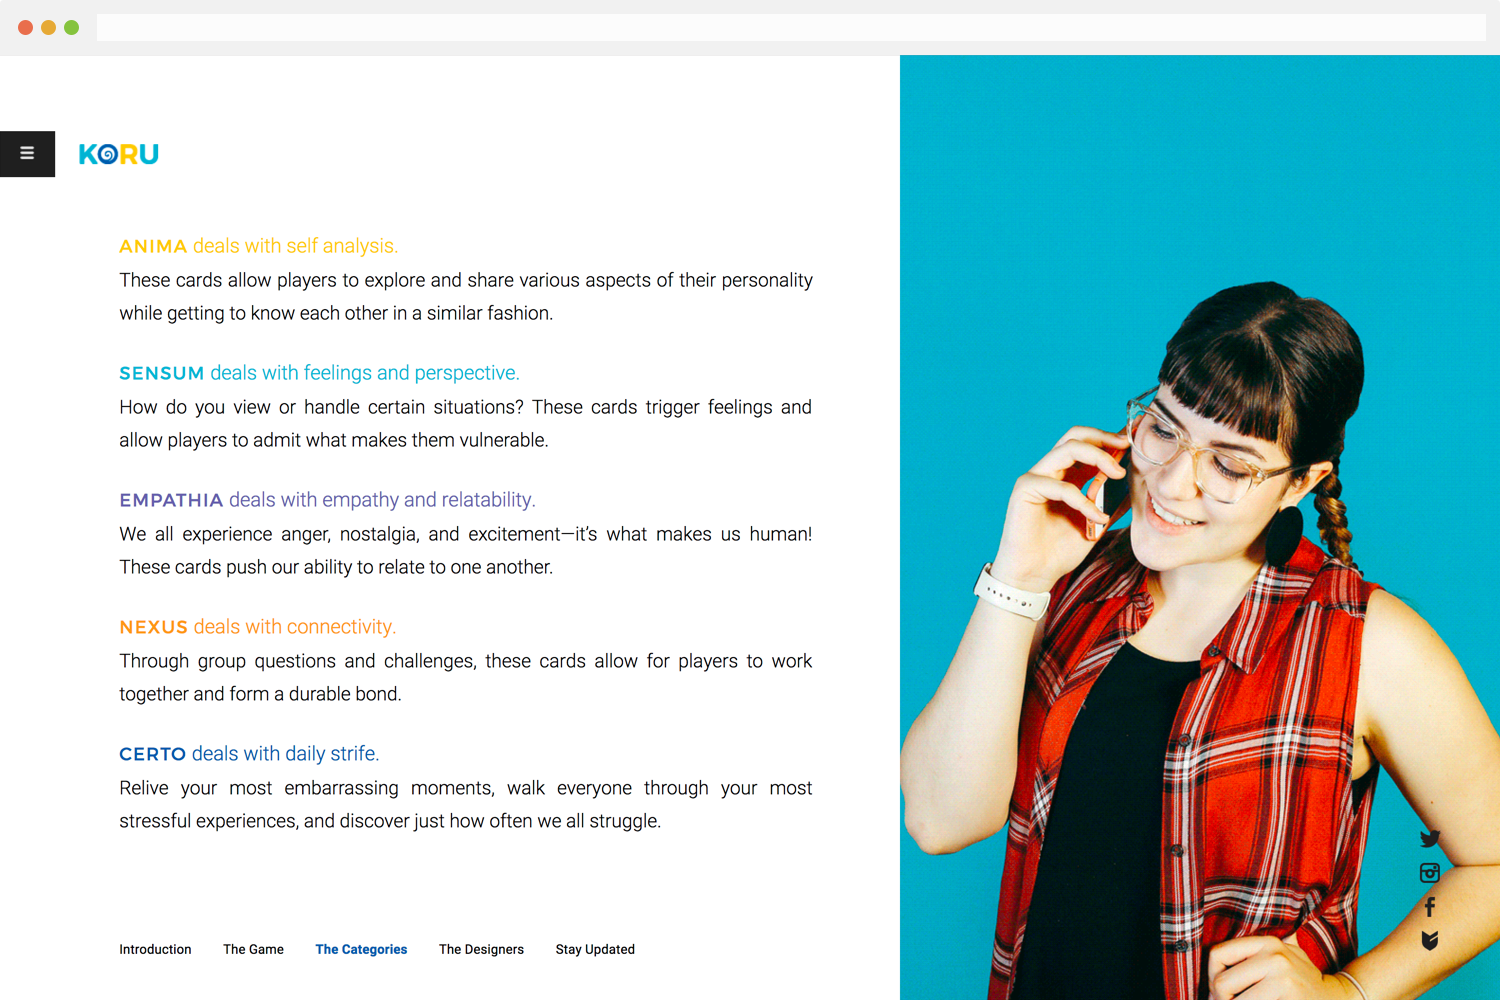 KORU
ANIMA deals with self analysis.
These cards allow players to explore and share various aspects of their personality
while getting to know each other in a similar fashion.
SENSUM deals with feelings and perspective.
How do you view or handle certain situations? These cards trigger feelings and
allow players to admit what makes them vulnerable.
EMPATHIA deals with empathy and relatability.
We all experience anger, nostalgia, and excitement—it’s what makes us human!
These cards push our ability to relate to one another.
NEXUS deals with connectivity.
Through group questions and challenges, these cards allow for players to work
together and form a durable bond.
CERTO deals with daily strife.
Relive your most embarrassing moments, walk everyone through your most
stressful experiences, and discover just how often we all struggle.
Introduction The Game The Categories The Designers Stay Updated